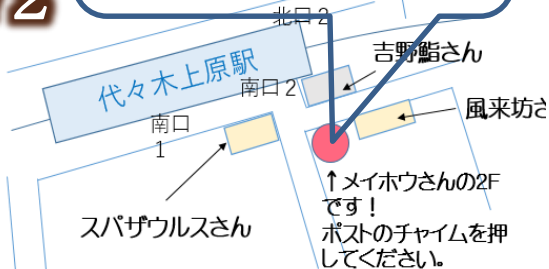 2
北口2
吉野鮨さん
代々木上原駅
南口2
風来坊さ
南口
1
↑メイホウさんの2F
です！
ポストのチャイムを押
してください。
スパザウルスさん